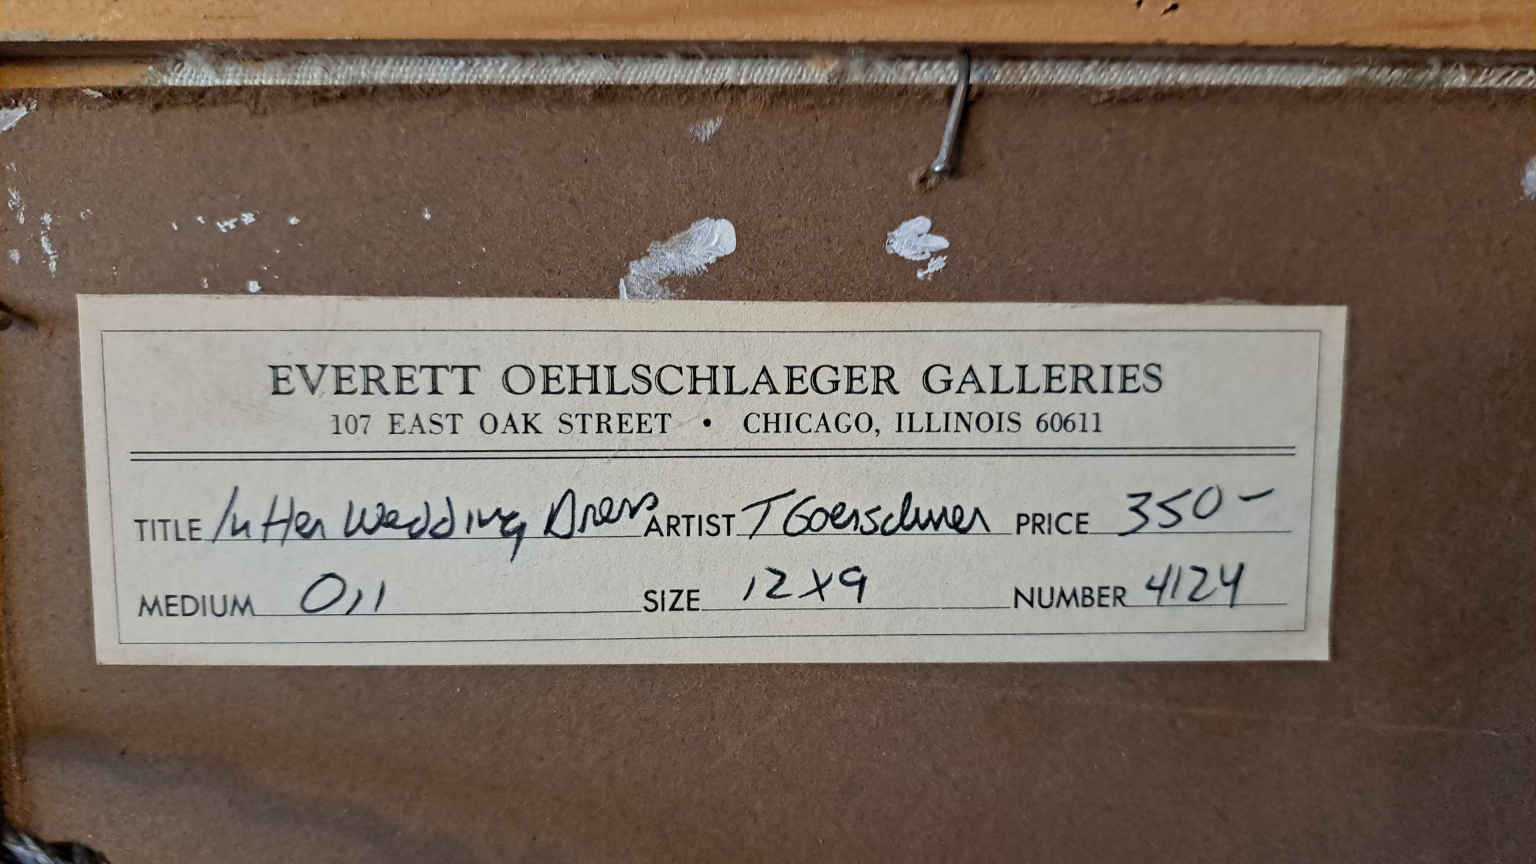 EVERETT OEHLSCHLAEGER GALLERIES
107 EAST OAK STREET • CHICAGO, ILLINOIS 60611
TITLE In Her Wedding Dress ARTIST T Goerschner PRICE 350-
MEDIUM Oil SIZE 12x9 NUMBER 4124